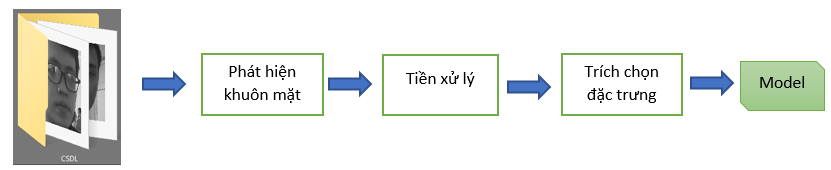 CSDL
Phát hiện
khuôn mặt
Tiền xử lý
Trích chọn
đặc trưng
Model